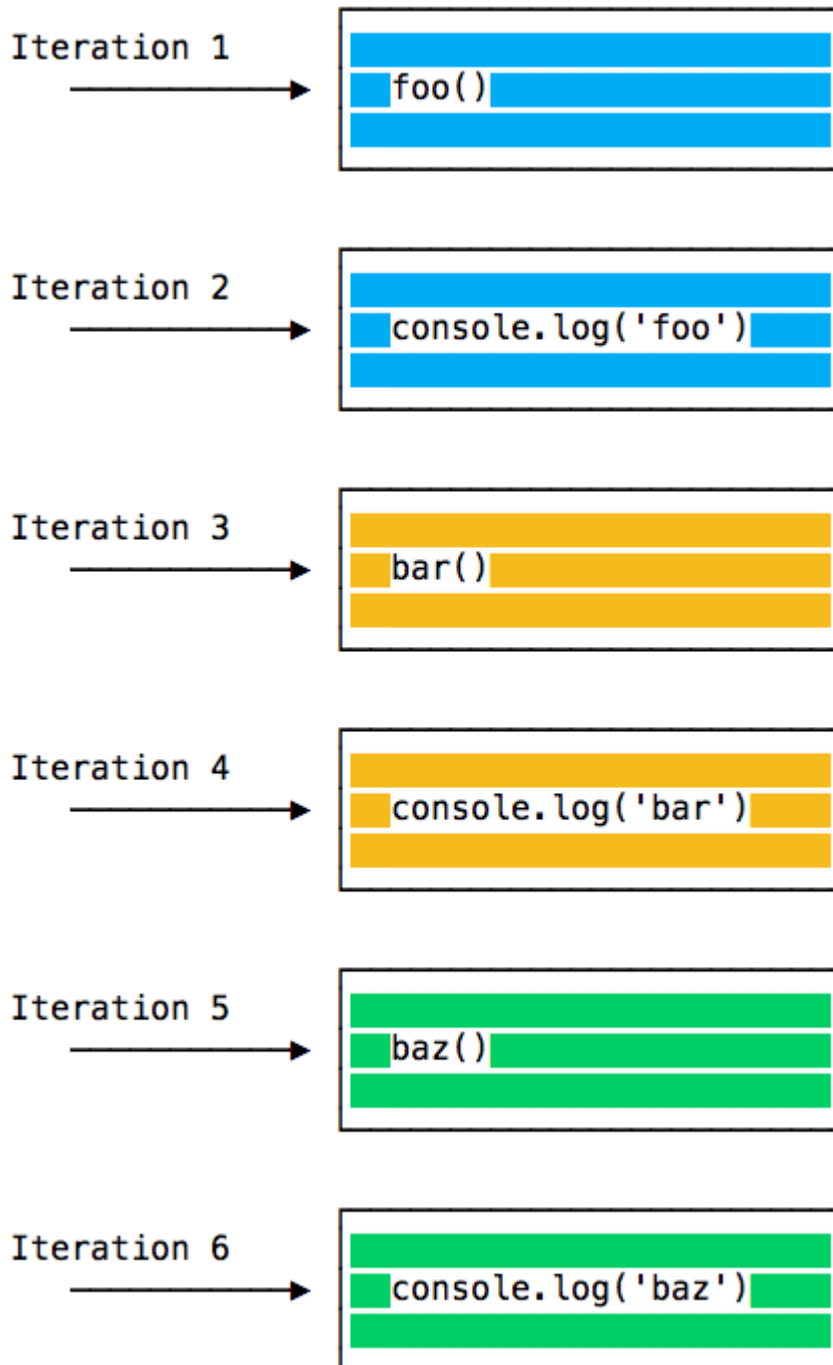 Iteration 1
foo()
Iteration 2
console.log('foo')
Iteration 3
bar()
Iteration 4
console.log('bar')
Iteration 5
baz()
Iteration 6
console.log('baz')